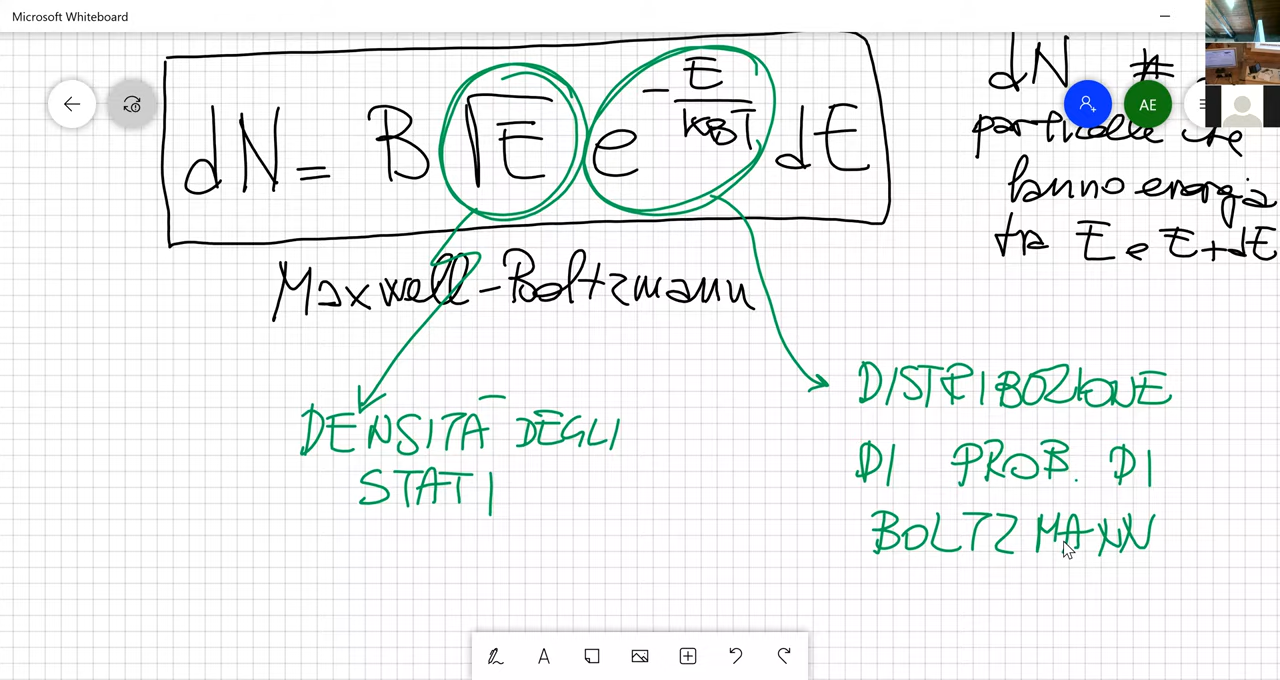 Microsoft Whiteboard
dN = B √E e^(-E/KBT) dE
Maxwell-Boltzmann
dN #
particelle che
hanno energia
tra E e E+dE
AE
DENSITÀ DEGLI
STATI
DISTRIBUZIONE
DI PROB. DI
BOLTZMANN
A